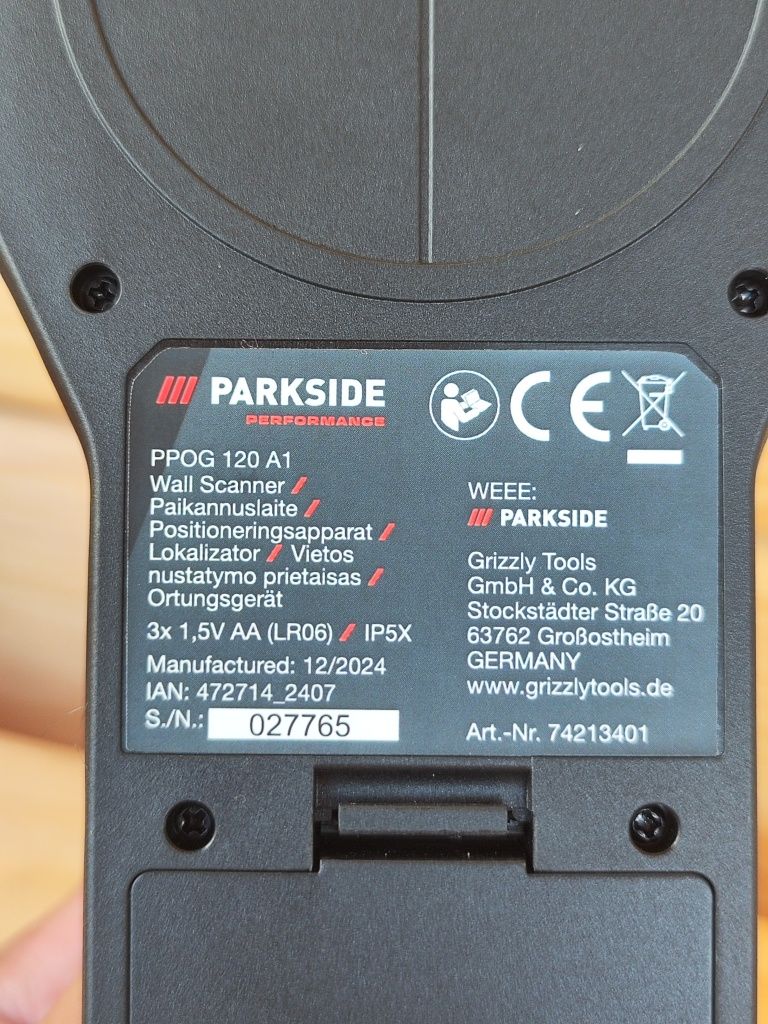 PARKSIDE
PERFORMANCE
CE
PPOG 120 A1
Wall Scanner
Paikannuslaite
Positioneringsapparat
Lokalizator / Vietos
nustatymo prietaisas
Ortungsgerät
3x 1,5V AA (LR06) / IP5X
Manufactured: 12/2024
IAN: 472714_2407
S./N.: 027765
WEEE:
PARKSIDE
Grizzly Tools
GmbH & Co. KG
Stockstädter Straße 20
63762 Großostheim
GERMANY
www.grizzlytools.de
Art.-Nr. 74213401